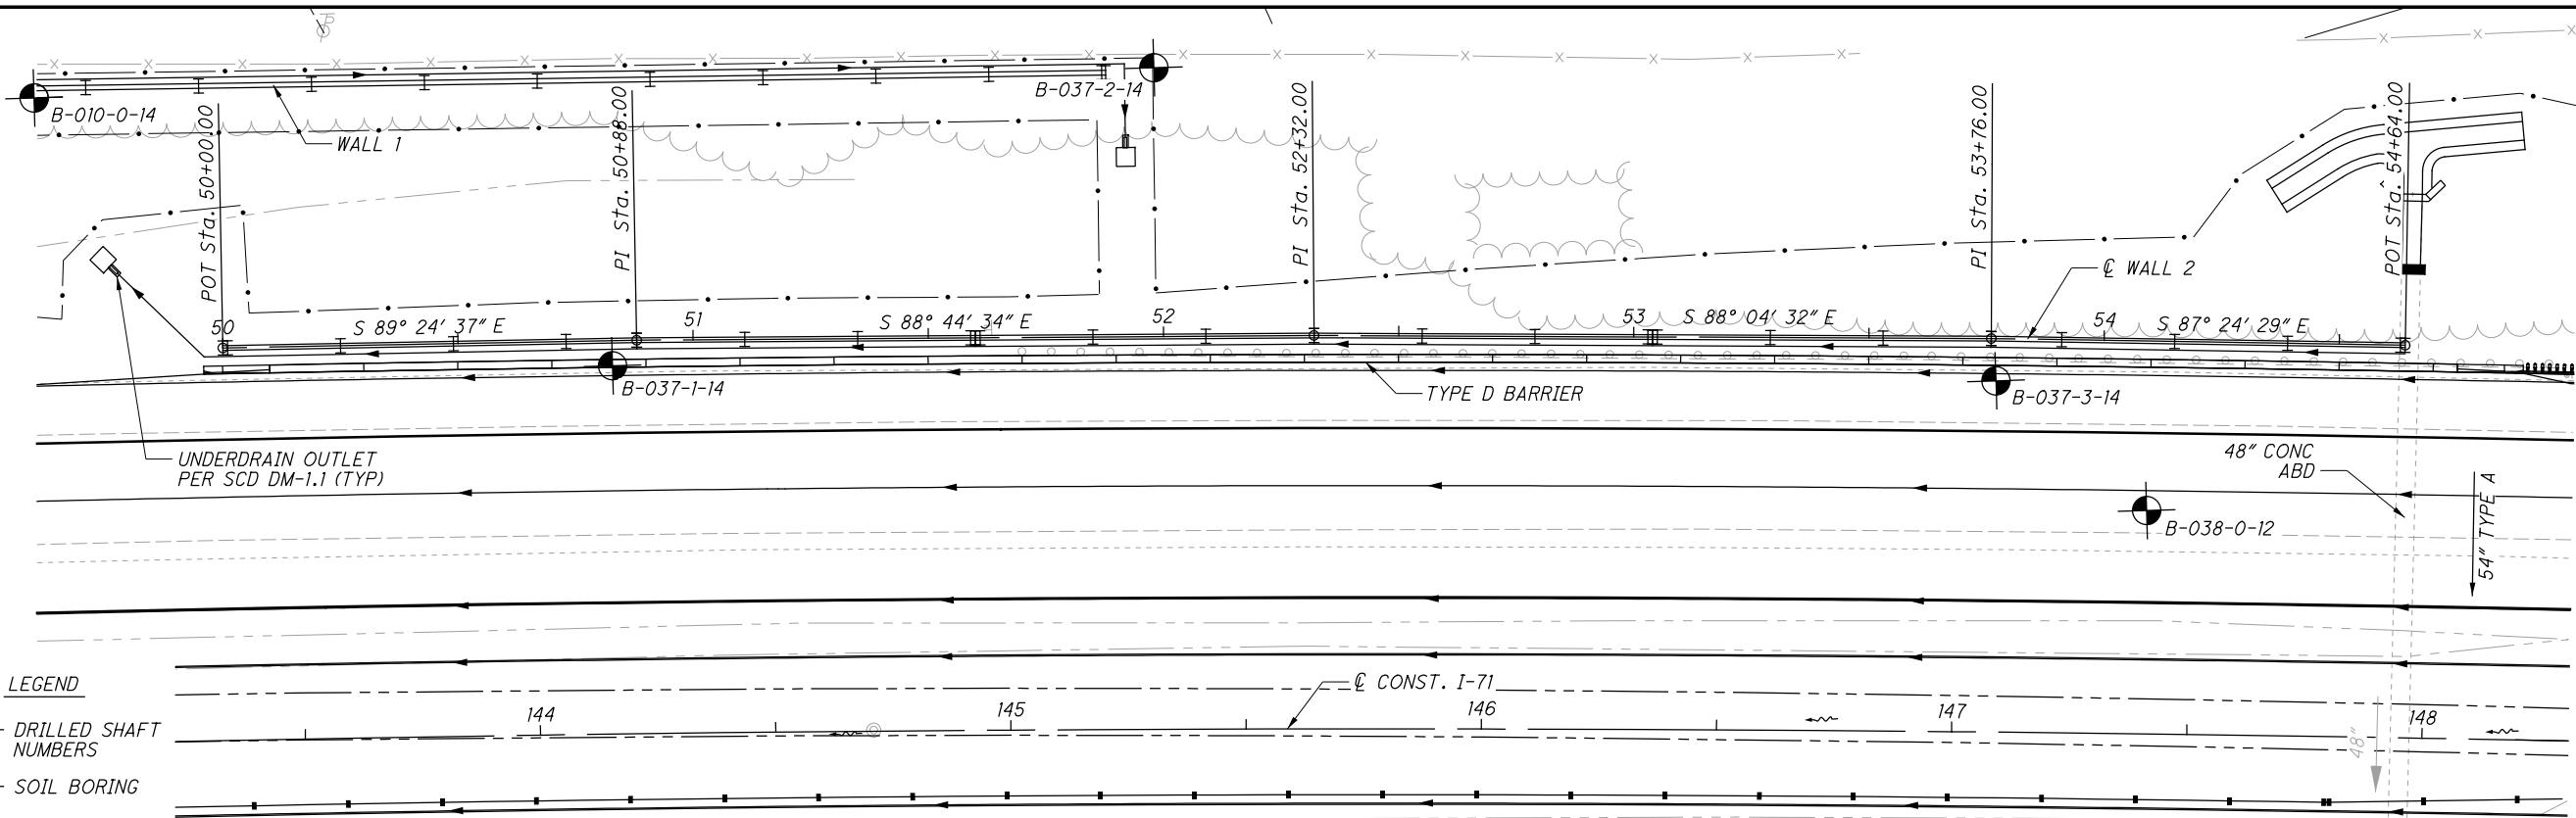 B-010-0-14
WALL 1
B-037-2-14
POT Sta. 50+00.00
PI Sta. 50+88.00
PI Sta. 52+32.00
PI Sta. 53+76.00
POT Sta. 54+64.00
℄ WALL 2
50
S 89° 24' 37" E
51
S 88° 44' 34" E
52
53
S 88° 04' 32" E
54
S 87° 24' 29" E
B-037-1-14
TYPE D BARRIER
B-037-3-14
UNDERDRAIN OUTLET
PER SCD DM-1.1 (TYP)
48" CONC
ABD
54" TYPE A
B-038-0-12
LEGEND
℄ CONST. I-71
144
145
146
147
148
DRILLED SHAFT
NUMBERS
48"
SOIL BORING